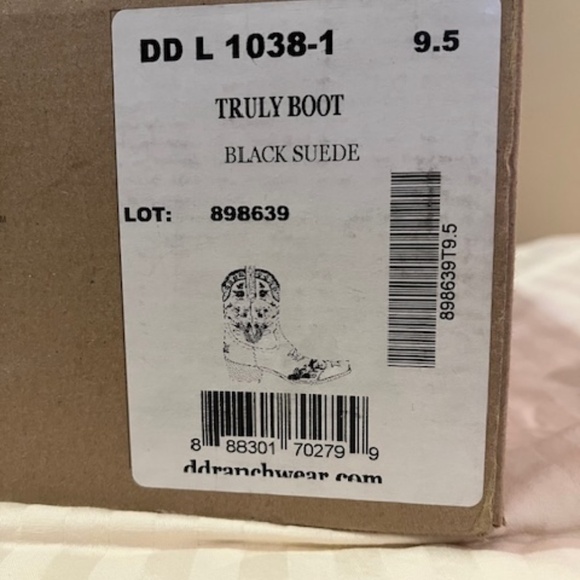 DD L 1038-1 9.5
TRULY BOOT
BLACK SUEDE
LOT: 898639
898639T9.5
8 88301 70279 9
ddranchwear.com